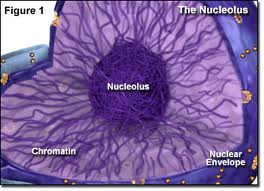 Figure 1
The Nucleolus
Nucleolus
Chromatin
Nuclear
Envelope